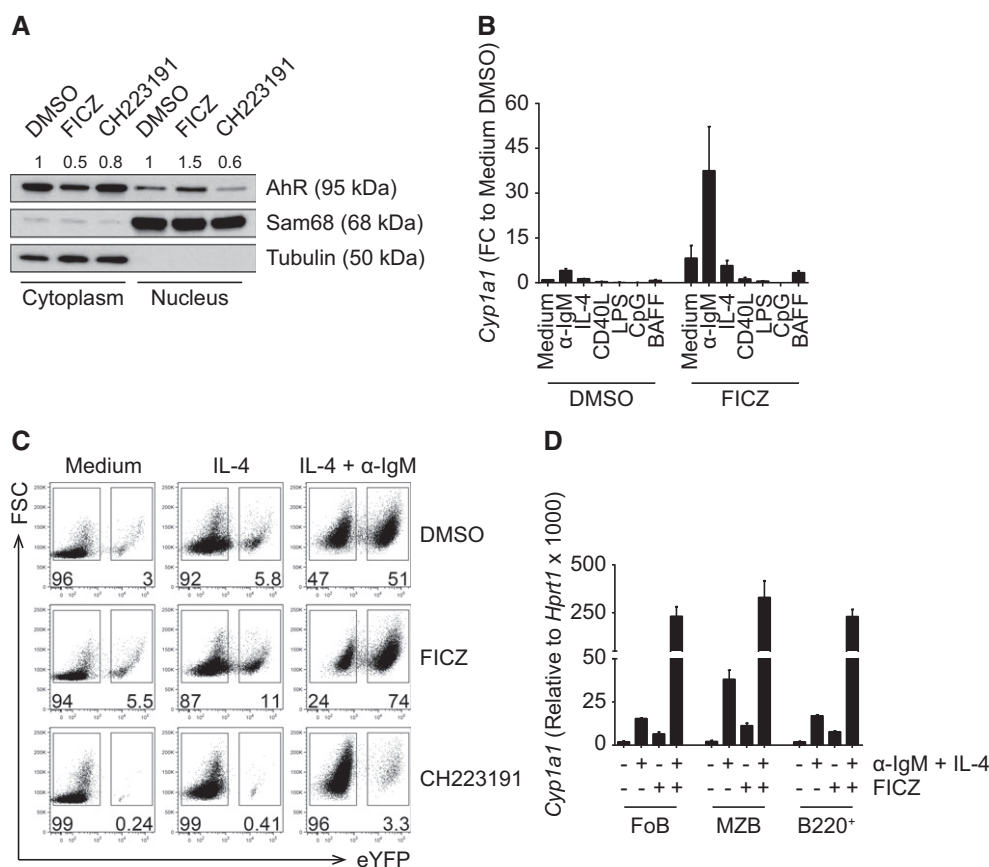 A
DMSO
FICZ
CH223191
DMSO
FICZ
CH223191
1 0.5 0.8 1 1.5 0.6
AhR (95 kDa)
Sam68 (68 kDa)
Tubulin (50 kDa)
Cytoplasm Nucleus
B
Cyp1a1 (FC to Medium DMSO)
60
45
30
15
0
Medium
α-IgM
IL-4
CD40L
LPS
CpG
BAFF
Medium
α-IgM
IL-4
CD40L
LPS
CpG
BAFF
DMSO FICZ
C
Medium IL-4 IL-4 + α-IgM
FSC
DMSO
96 3 92 5.8 47 51
FICZ
94 5.5 87 11 24 74
CH223191
99 0.24 99 0.41 96 3.3
eYFP
D
Cyp1a1 (Relative to Hprt1 x 1000)
500
250
50
25
0
- + - + - + - + - + - + α-IgM + IL-4
- - + + - - + + - - + + FICZ
FoB MZB B220+